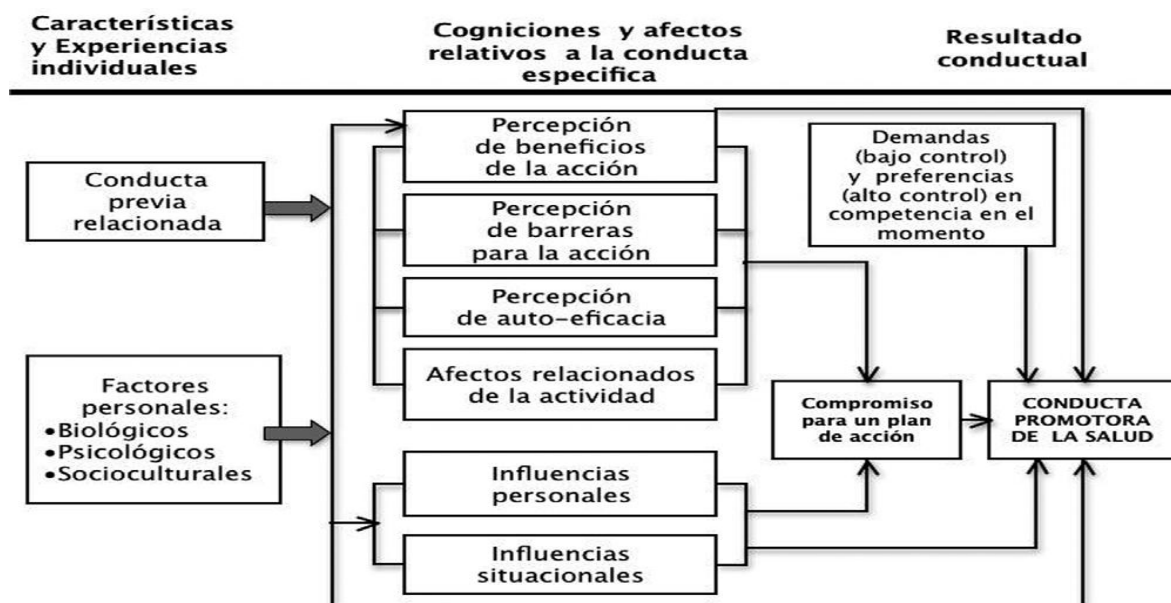 Características
y Experiencias
individuales
Cogniciones y afectos
relativos a la conducta
especifica
Resultado
conductual
Conducta
previa
relacionada
Factores
personales:
•Biológicos
•Psicológicos
•Socioculturales
Percepción
de beneficios
de la acción
Percepción
de barreras
para la acción
Percepción
de auto-eficacia
Afectos relacionados
de la actividad
Influencias
personales
Influencias
situacionales
Demandas
(bajo control)
y preferencias
(alto control) en
competencia en el
momento
Compromiso
para un plan
de acción
CONDUCTA
PROMOTORA
DE LA SALUD